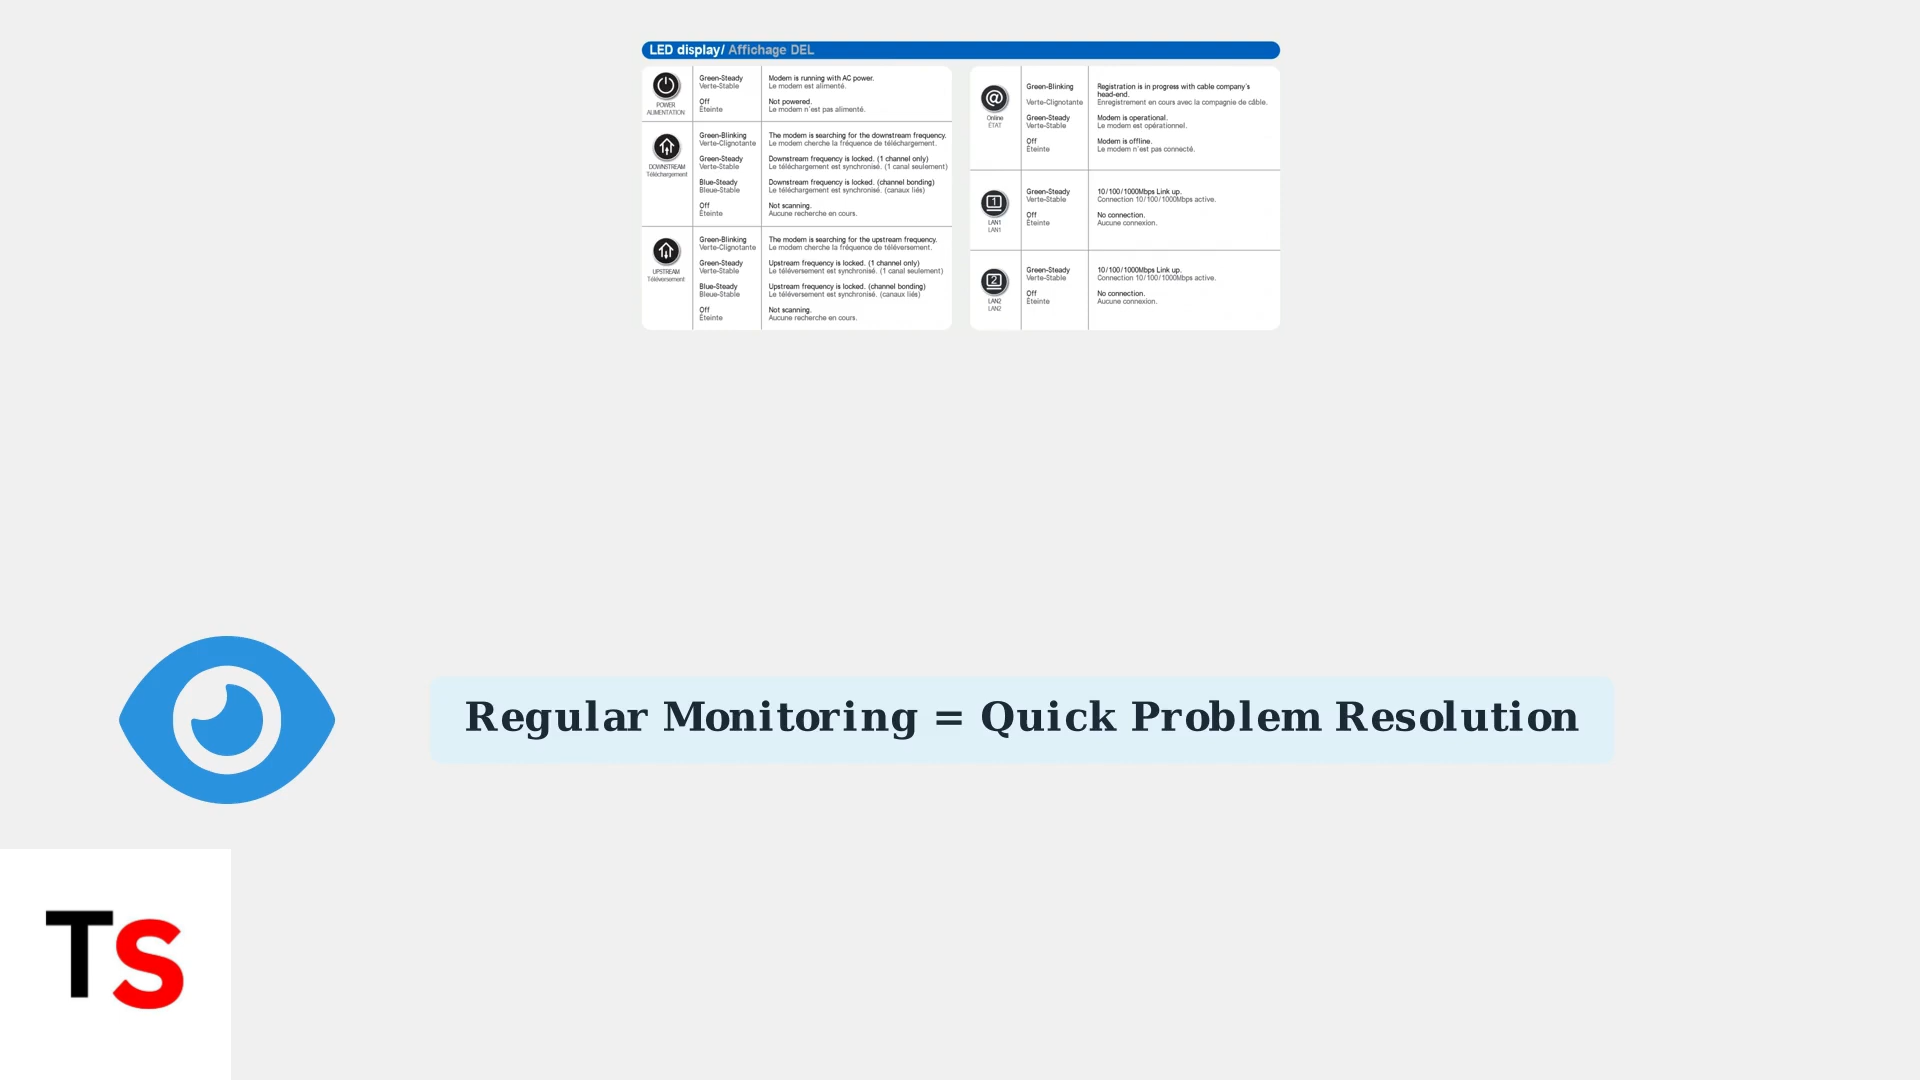 LED display/ Affichage DEL
POWER
ALIMENTATION
Green-Steady
Verte-Stable
Modem is running with AC power.
Le modem est alimenté.
Off
Éteinte
Not powered.
Le modem n'est pas alimenté.
DOWNSTREAM
Téléchargement
Green-Blinking
Verte-Clignotante
The modem is searching for the downstream frequency.
Le modem cherche la fréquence de téléchargement.
Green-Steady
Verte-Stable
Downstream frequency is locked. (1 channel only)
Le téléchargement est synchronisé. (1 canal seulement)
Blue-Steady
Bleue-Stable
Downstream frequency is locked. (channel bonding)
Le téléchargement est synchronisé. (canaux liés)
Off
Éteinte
Not scanning.
Aucune recherche en cours.
UPSTREAM
Téléversement
Green-Blinking
Verte-Clignotante
The modem is searching for the upstream frequency.
Le modem cherche la fréquence de téléversement.
Green-Steady
Verte-Stable
Upstream frequency is locked. (1 channel only)
Le téléversement est synchronisé. (1 canal seulement)
Blue-Steady
Bleue-Stable
Upstream frequency is locked. (channel bonding)
Le téléversement est synchronisé. (canaux liés)
Off
Éteinte
Not scanning.
Aucune recherche en cours.
@
Online
ÉTAT
Green-Blinking
Verte-Clignotante
Registration is in progress with cable company's
head-end.
Enregistrement en cours avec la compagnie de câble.
Green-Steady
Verte-Stable
Modem is operational.
Le modem est opérationnel.
Off
Éteinte
Modem is offline.
Le modem n'est pas connecté.
1
LAN1
LAN1
Green-Steady
Verte-Stable
10/100/1000Mbps Link up.
Connection 10/100/1000Mbps active.
Off
Éteinte
No connection.
Aucune connexion.
2
LAN2
LAN2
Green-Steady
Verte-Stable
10/100/1000Mbps Link up.
Connection 10/100/1000Mbps active.
Off
Éteinte
No connection.
Aucune connexion.
Regular Monitoring = Quick Problem Resolution
TS